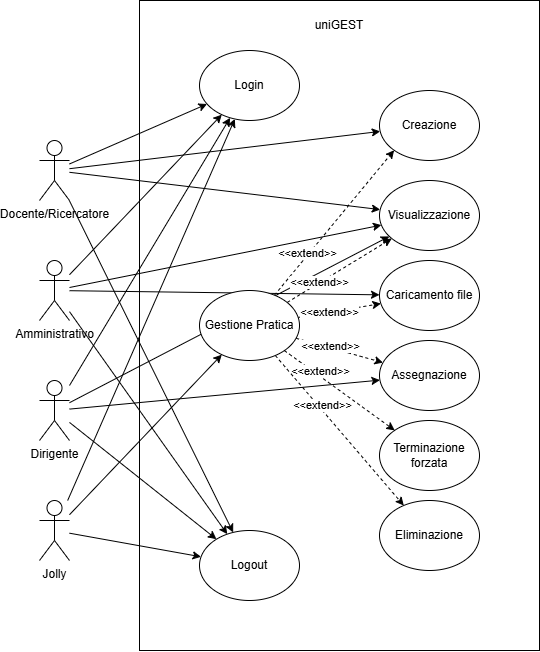 uniGEST
Login
Creazione
Docente/Ricercatore
Visualizzazione
<<extend>>
<<extend>>
Amministrativo
Gestione Pratica
Caricamento file
<<extend>>
<<extend>>
Assegnazione
<<extend>>
<<extend>>
Dirigente
Terminazione
forzata
Eliminazione
Jolly
Logout